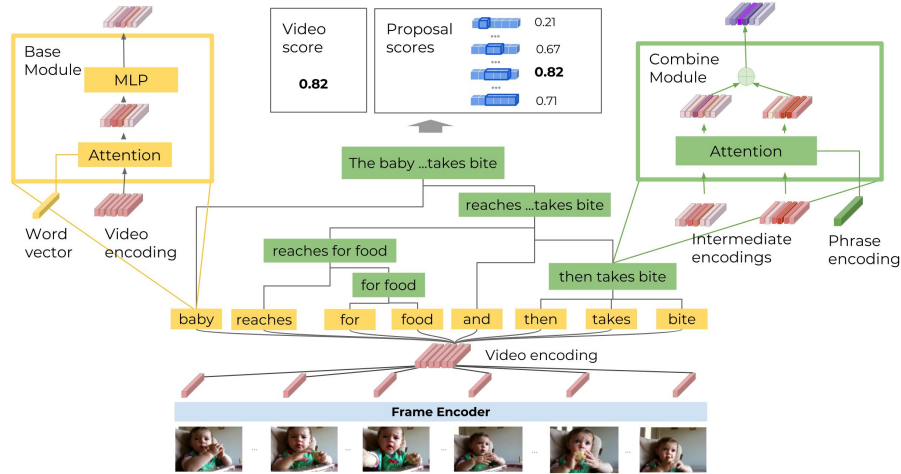 Base
Module
MLP
Attention
Word
vector
Video
encoding
Video
score
0.82
Proposal
scores
0.21
...
0.67
...
0.82
...
0.71
Combine
Module
Attention
Intermediate
encodings
Phrase
encoding
The baby ...takes bite
reaches ...takes bite
reaches for food
for food
then takes bite
baby
reaches
for
food
and
then
takes
bite
Video encoding
Frame Encoder
... ... ... ... ...